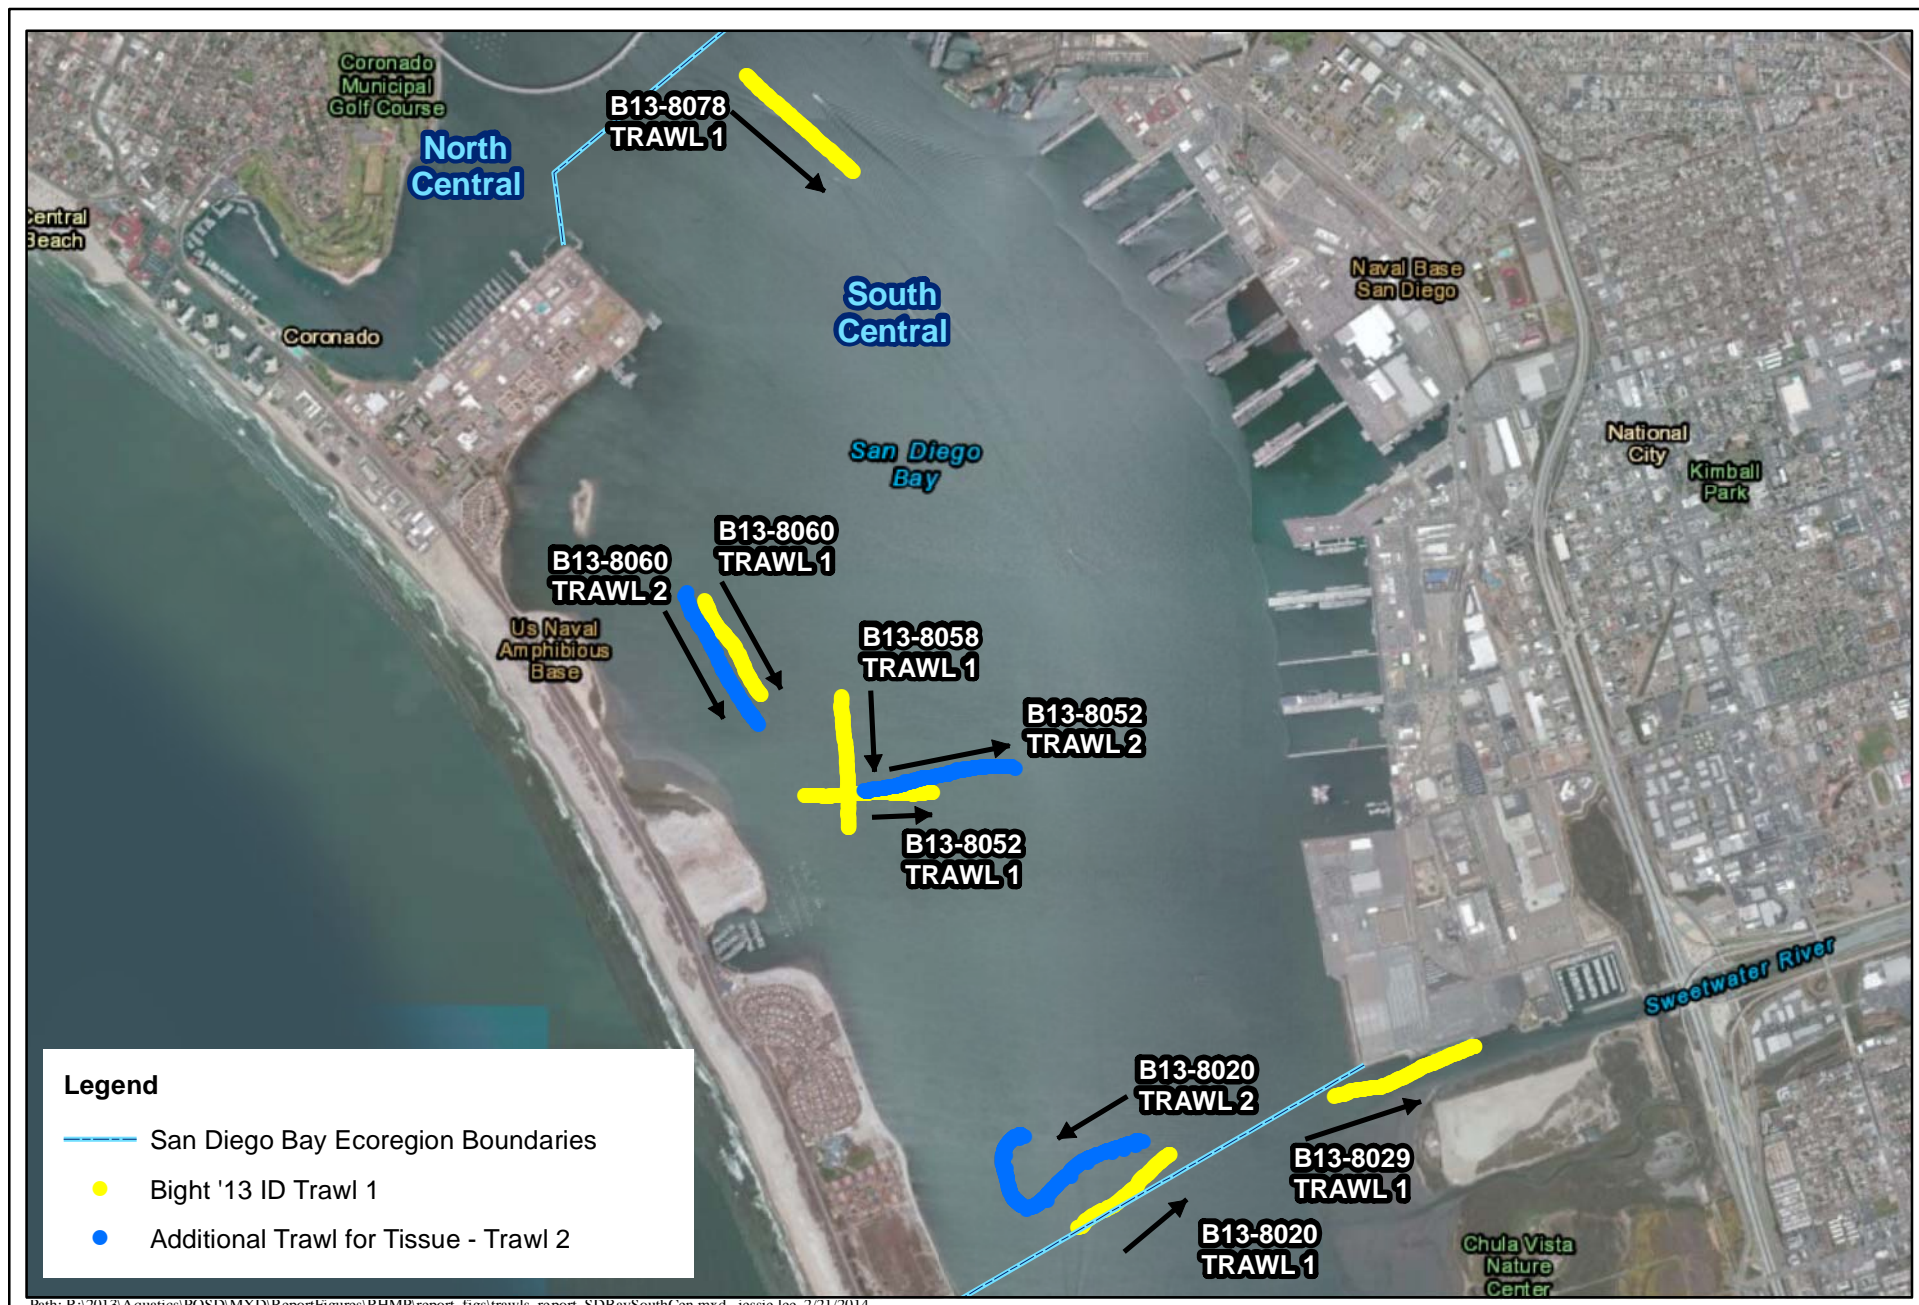 Coronado
Municipal
Golf Course
North
Central
B13-8078
TRAWL 1
Central
Beach
Coronado
South
Central
Naval Base
San Diego
San Diego
Bay
National
City
Kimball
Park
B13-8060
TRAWL 2
B13-8060
TRAWL 1
Us Naval
Amphibious
Base
B13-8058
TRAWL 1
B13-8052
TRAWL 2
B13-8052
TRAWL 1
Sweetwater River
B13-8020
TRAWL 2
B13-8029
TRAWL 1
B13-8020
TRAWL 1
Chula Vista
Nature
Center
Legend
San Diego Bay Ecoregion Boundaries
Bight '13 ID Trawl 1
Additional Trawl for Tissue - Trawl 2